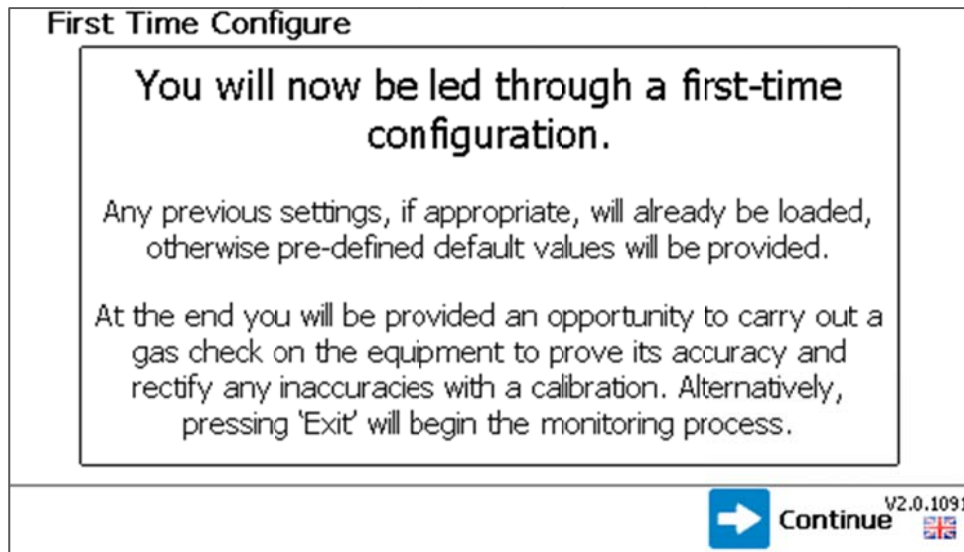 First Time Configure
You will now be led through a first-time
configuration.
Any previous settings, if appropriate, will already be loaded,
otherwise pre-defined default values will be provided.
At the end you will be provided an opportunity to carry out a
gas check on the equipment to prove its accuracy and
rectify any inaccuracies with a calibration. Alternatively,
pressing 'Exit' will begin the monitoring process.
Continue
V2.0.1091